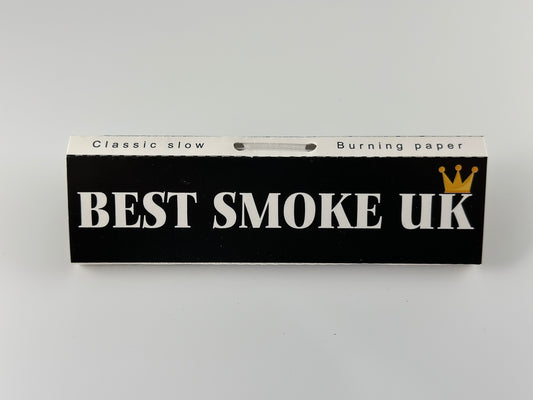 Classic slow Burning paper
BEST SMOKE UK